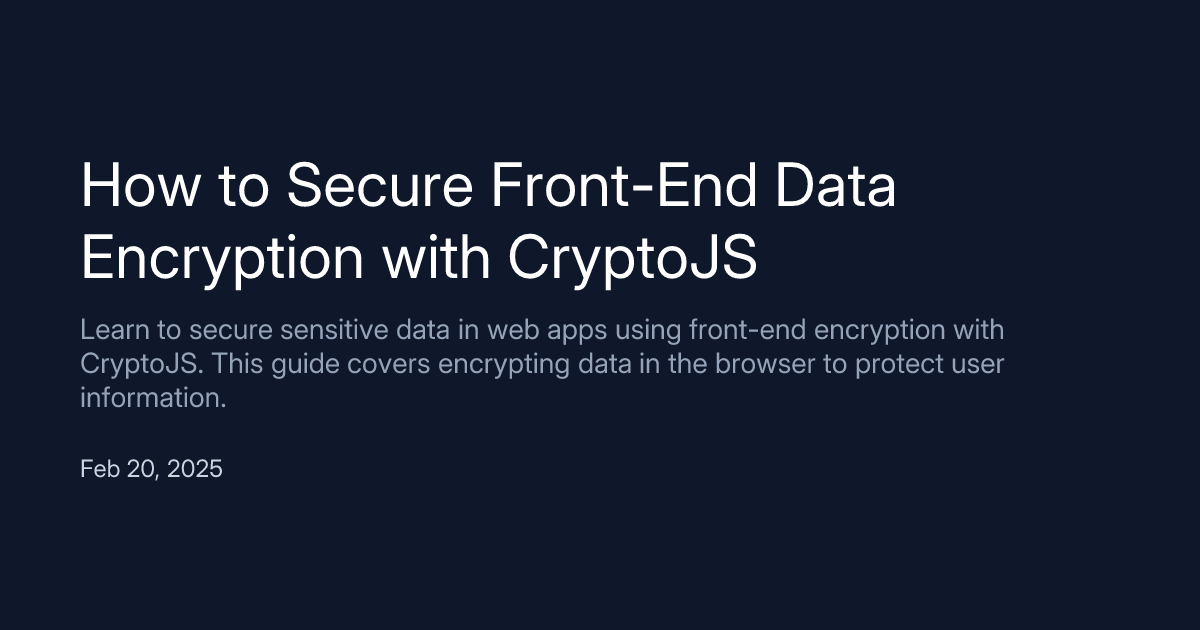 How to Secure Front-End Data
Encryption with CryptoJS
Learn to secure sensitive data in web apps using front-end encryption with
CryptoJS. This guide covers encrypting data in the browser to protect user
information.
Feb 20, 2025